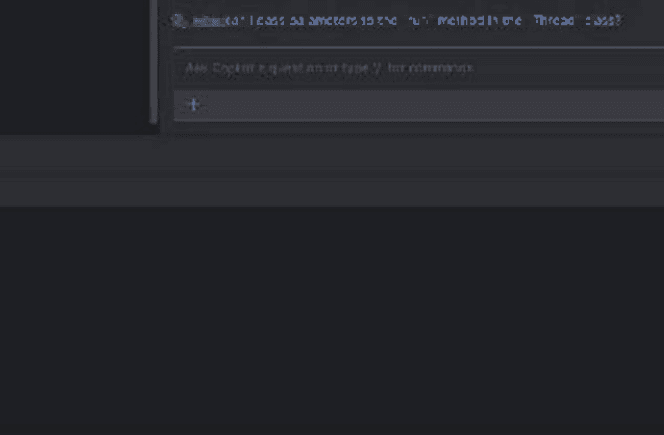 can I pass parameters to the `run` method in the `Thread` class?
Ask Copilot a question or type '/' for commands
+